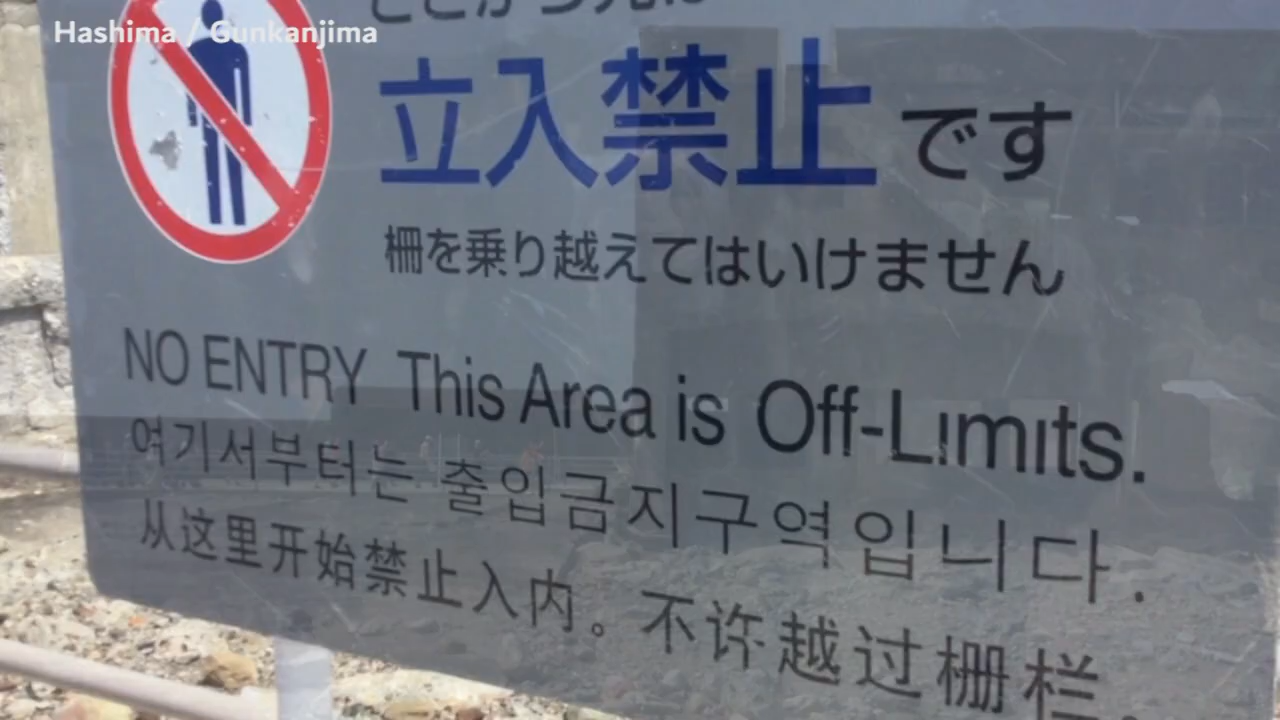 Hashima / Gunkanjima
立入禁止です
柵を乗り越えてはいけません
NO ENTRY This Area is Off-Limits.
여기서부터는 출입금지구역입니다.
从这里开始禁止入内。不许越过栅栏.